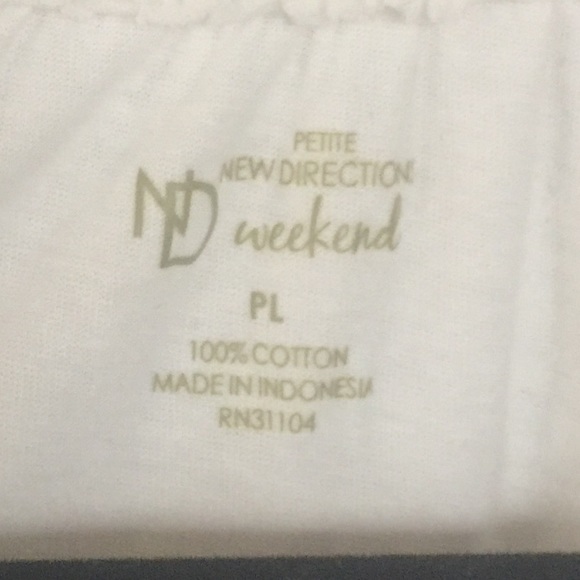 PETITE
NEW DIRECTION
ND weekend
PL
100% COTTON
MADE IN INDONESIA
RN31104